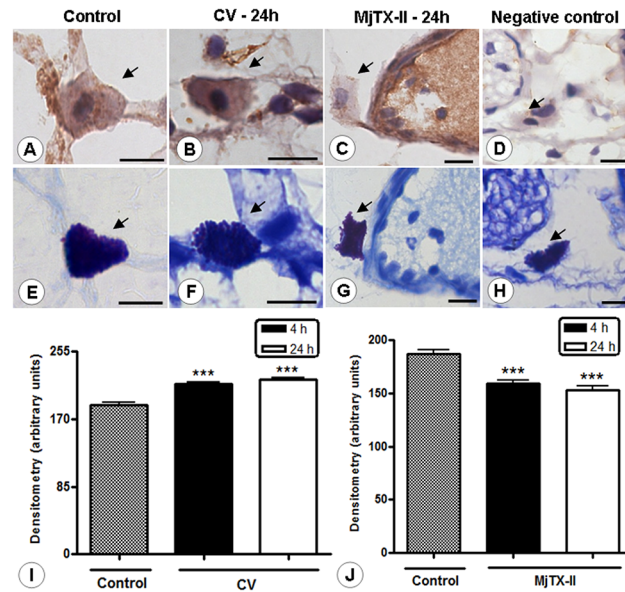 Control CV - 24h MjTX-II - 24h Negative control
A B C D
E F G H
4 h
24 h
255
170
85
0
Densitometry (arbitrary units)
*** ***
Control
CV
I
4 h
24 h
200
150
100
50
0
Densitometry (arbitrary units)
*** ***
Control
MjTX-II
J